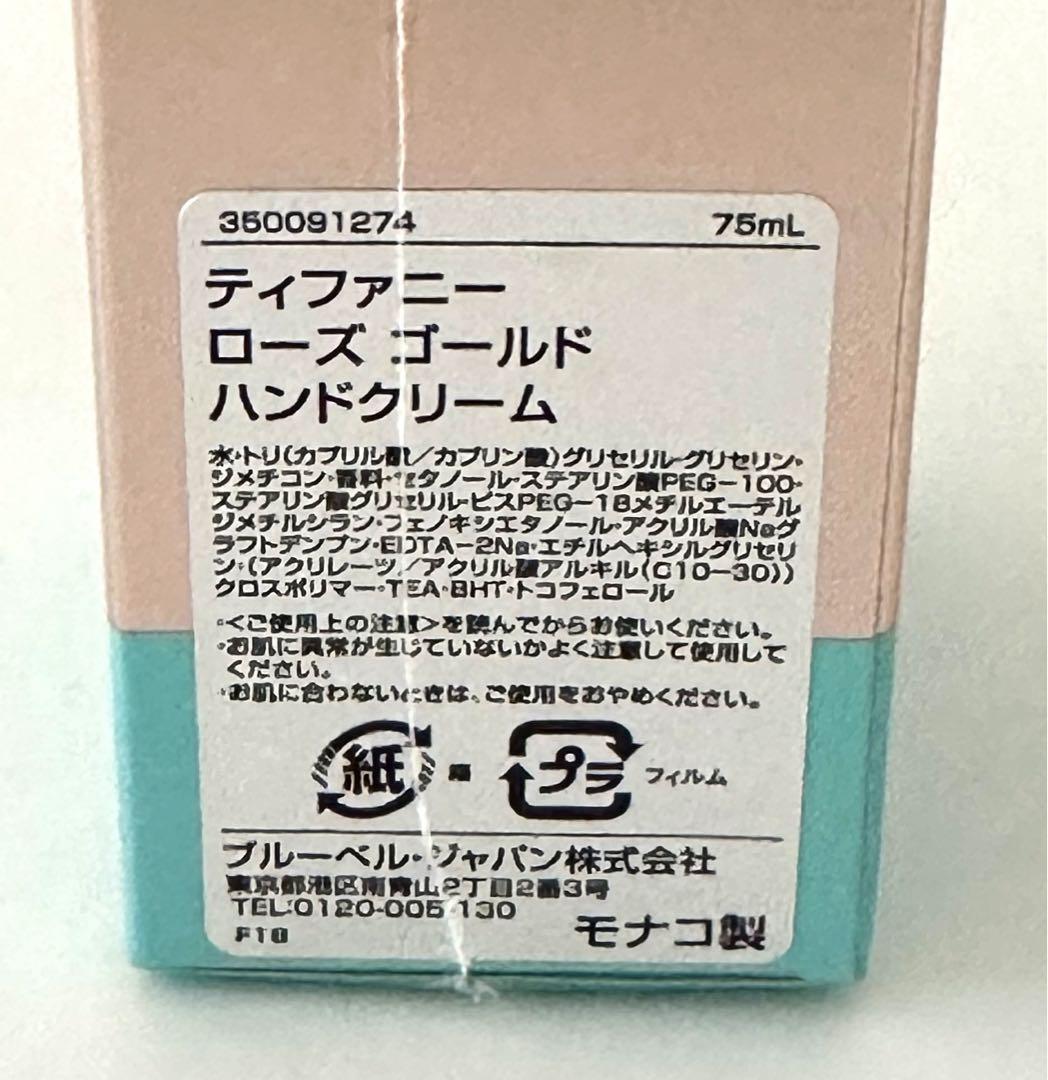 350091274 75mL
ティファニー
ローズ ゴールド
ハンドクリーム
水・トリ(カプリル酸/カプリン酸)グリセリル・グリセリン・
ジメチコン・香料・セタノール・ステアリン酸PEG-100・
ステアリン酸グリセリル・ビスPEG-18メチルエーテル
ジメチルシラン・フェノキシエタノール・アクリル酸Naグ
ラフトデンプン・EDTA-2Na・エチルヘキシルグリセリ
ン・(アクリレーツ/アクリル酸アルキル(C10-30))
クロスポリマー・TEA・BHT・トコフェロール
・<ご使用上の注意>を読んでからお使いください。
・お肌に異常が生じていないかよく注意して使用して
ください。
・お肌に合わないときは、ご使用をおやめください。
紙 ・箱 プラ フィルム
ブルーベル・ジャパン株式会社
東京都港区南青山2丁目2番3号
TEL:0120-005-130
F18 モナコ製